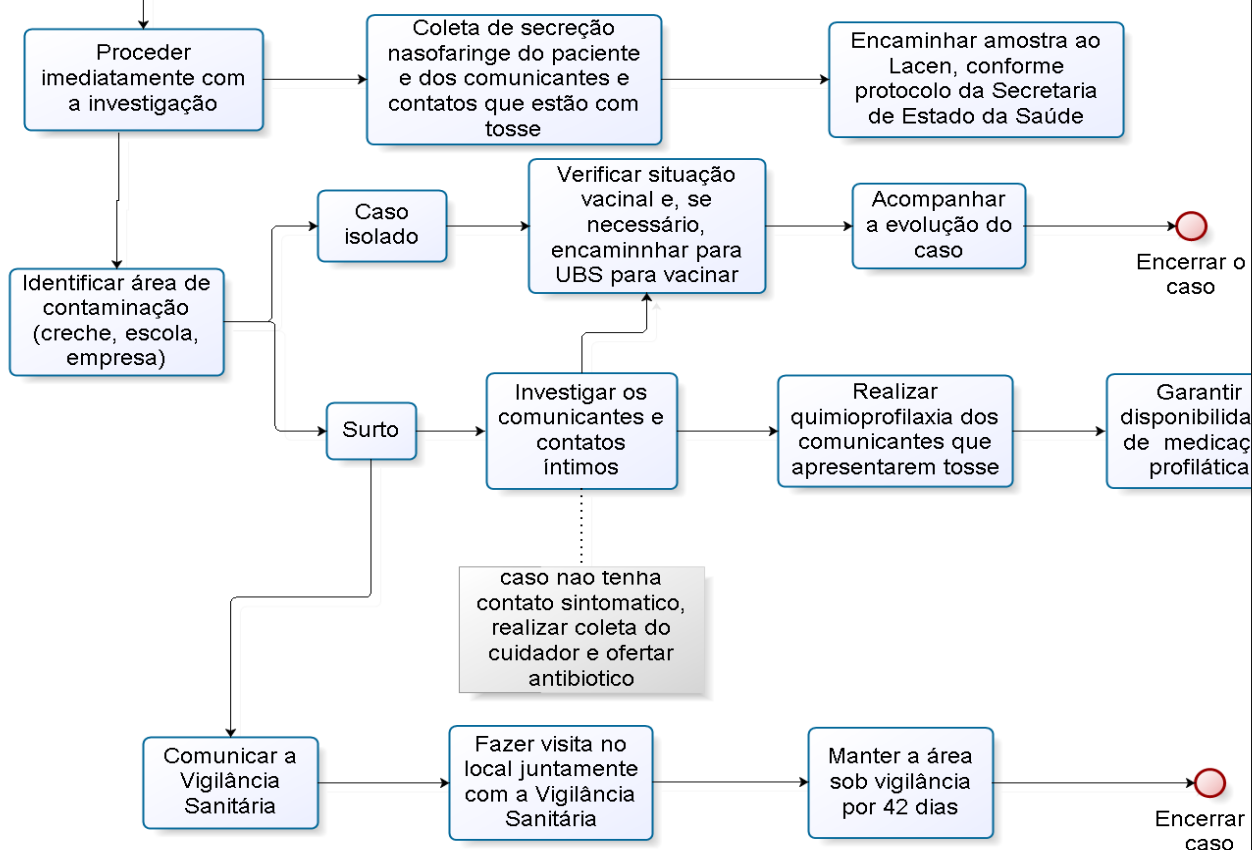 Proceder
imediatamente com
a investigação
Coleta de secreção
nasofaringe do paciente
e dos comunicantes e
contatos que estão com
tosse
Encaminhar amostra ao
Lacen, conforme
protocolo da Secretaria
de Estado da Saúde
Caso
isolado
Verificar situação
vacinal e, se
necessário,
encaminnhar para
UBS para vacinar
Acompanhar
a evolução do
caso
Encerrar o
caso
Identificar área de
contaminação
(creche, escola,
empresa)
Surto
Investigar os
comunicantes e
contatos
íntimos
Realizar
quimioprofilaxia dos
comunicantes que
apresentarem tosse
Garantir
disponibilida
de medicaç
profilática
caso nao tenha
contato sintomatico,
realizar coleta do
cuidador e ofertar
antibiotico
Comunicar a
Vigilância
Sanitária
Fazer visita no
local juntamente
com a Vigilância
Sanitária
Manter a área
sob vigilância
por 42 dias
Encerrar
caso